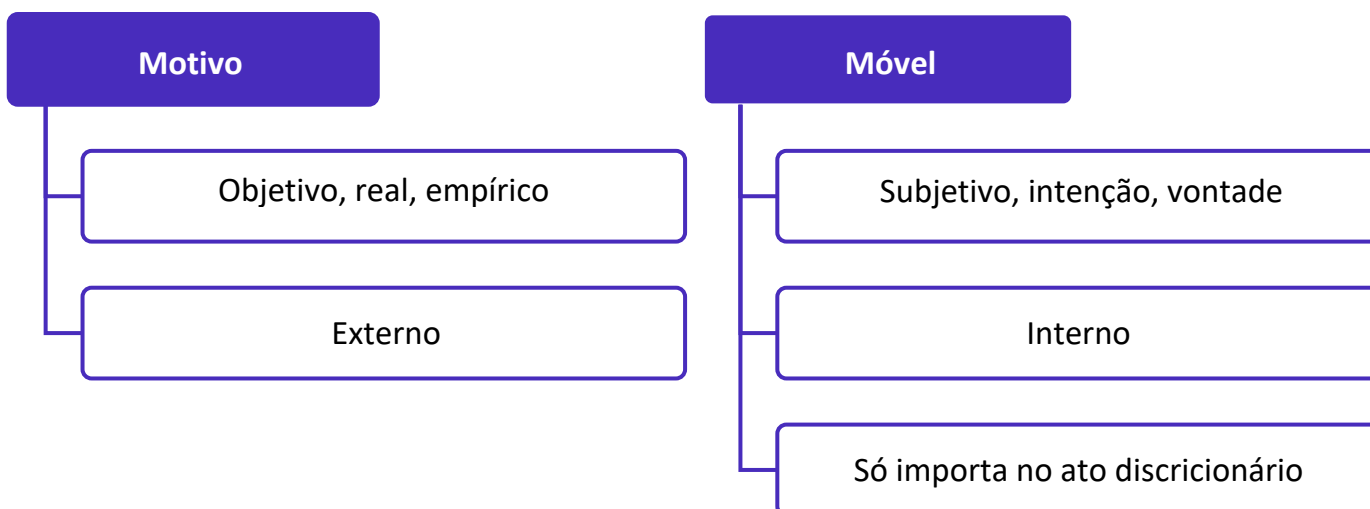 Motivo
Objetivo, real, empírico
Externo
Móvel
Subjetivo, intenção, vontade
Interno
Só importa no ato discricionário